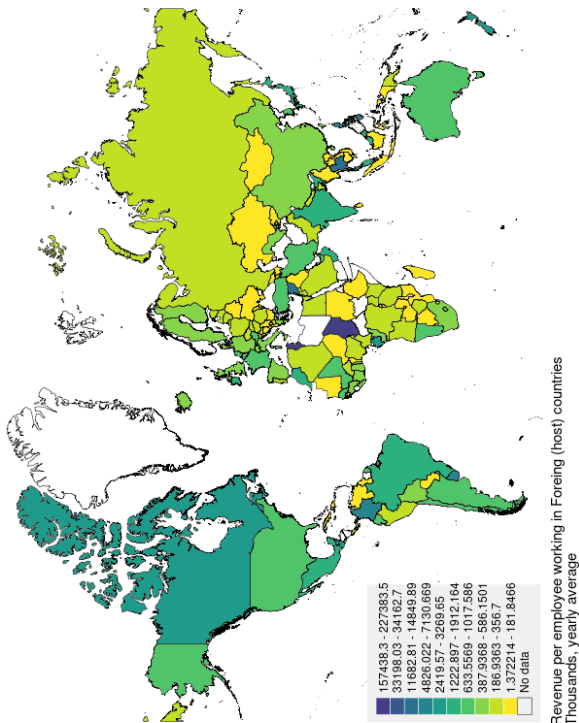 157438.3 - 227383.5
33198.03 - 34162.7
11682.81 - 14849.89
4826.022 - 7130.669
2419.57 - 3269.65
1222.897 - 1912.164
633.5569 - 1017.586
387.9368 - 586.1501
186.9363 - 356.7
1.372214 - 181.8466
No data
Revenue per employee working in Foreing (host) countries
Thousands, yearly average